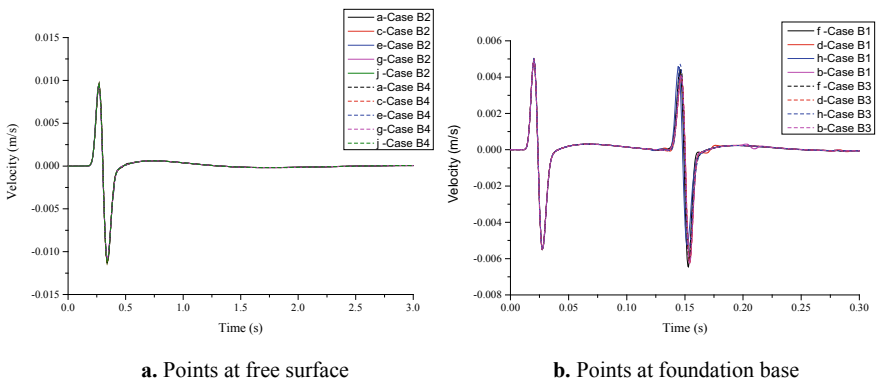 a-Case B2
c-Case B2
e-Case B2
g-Case B2
j -Case B2
a-Case B4
c-Case B4
e-Case B4
g-Case B4
j -Case B4
0.015
0.010
0.005
0.000
-0.005
-0.010
-0.015
Velocity (m/s)
0.0 0.5 1.0 1.5 2.0 2.5 3.0
Time (s)
a. Points at free surface
f -Case B1
d-Case B1
h-Case B1
b-Case B1
f -Case B3
d-Case B3
h-Case B3
b-Case B3
0.006
0.004
0.002
0.000
-0.002
-0.004
-0.006
-0.008
Velocity (m/s)
0.00 0.05 0.10 0.15 0.20 0.25 0.30
Time (s)
b. Points at foundation base